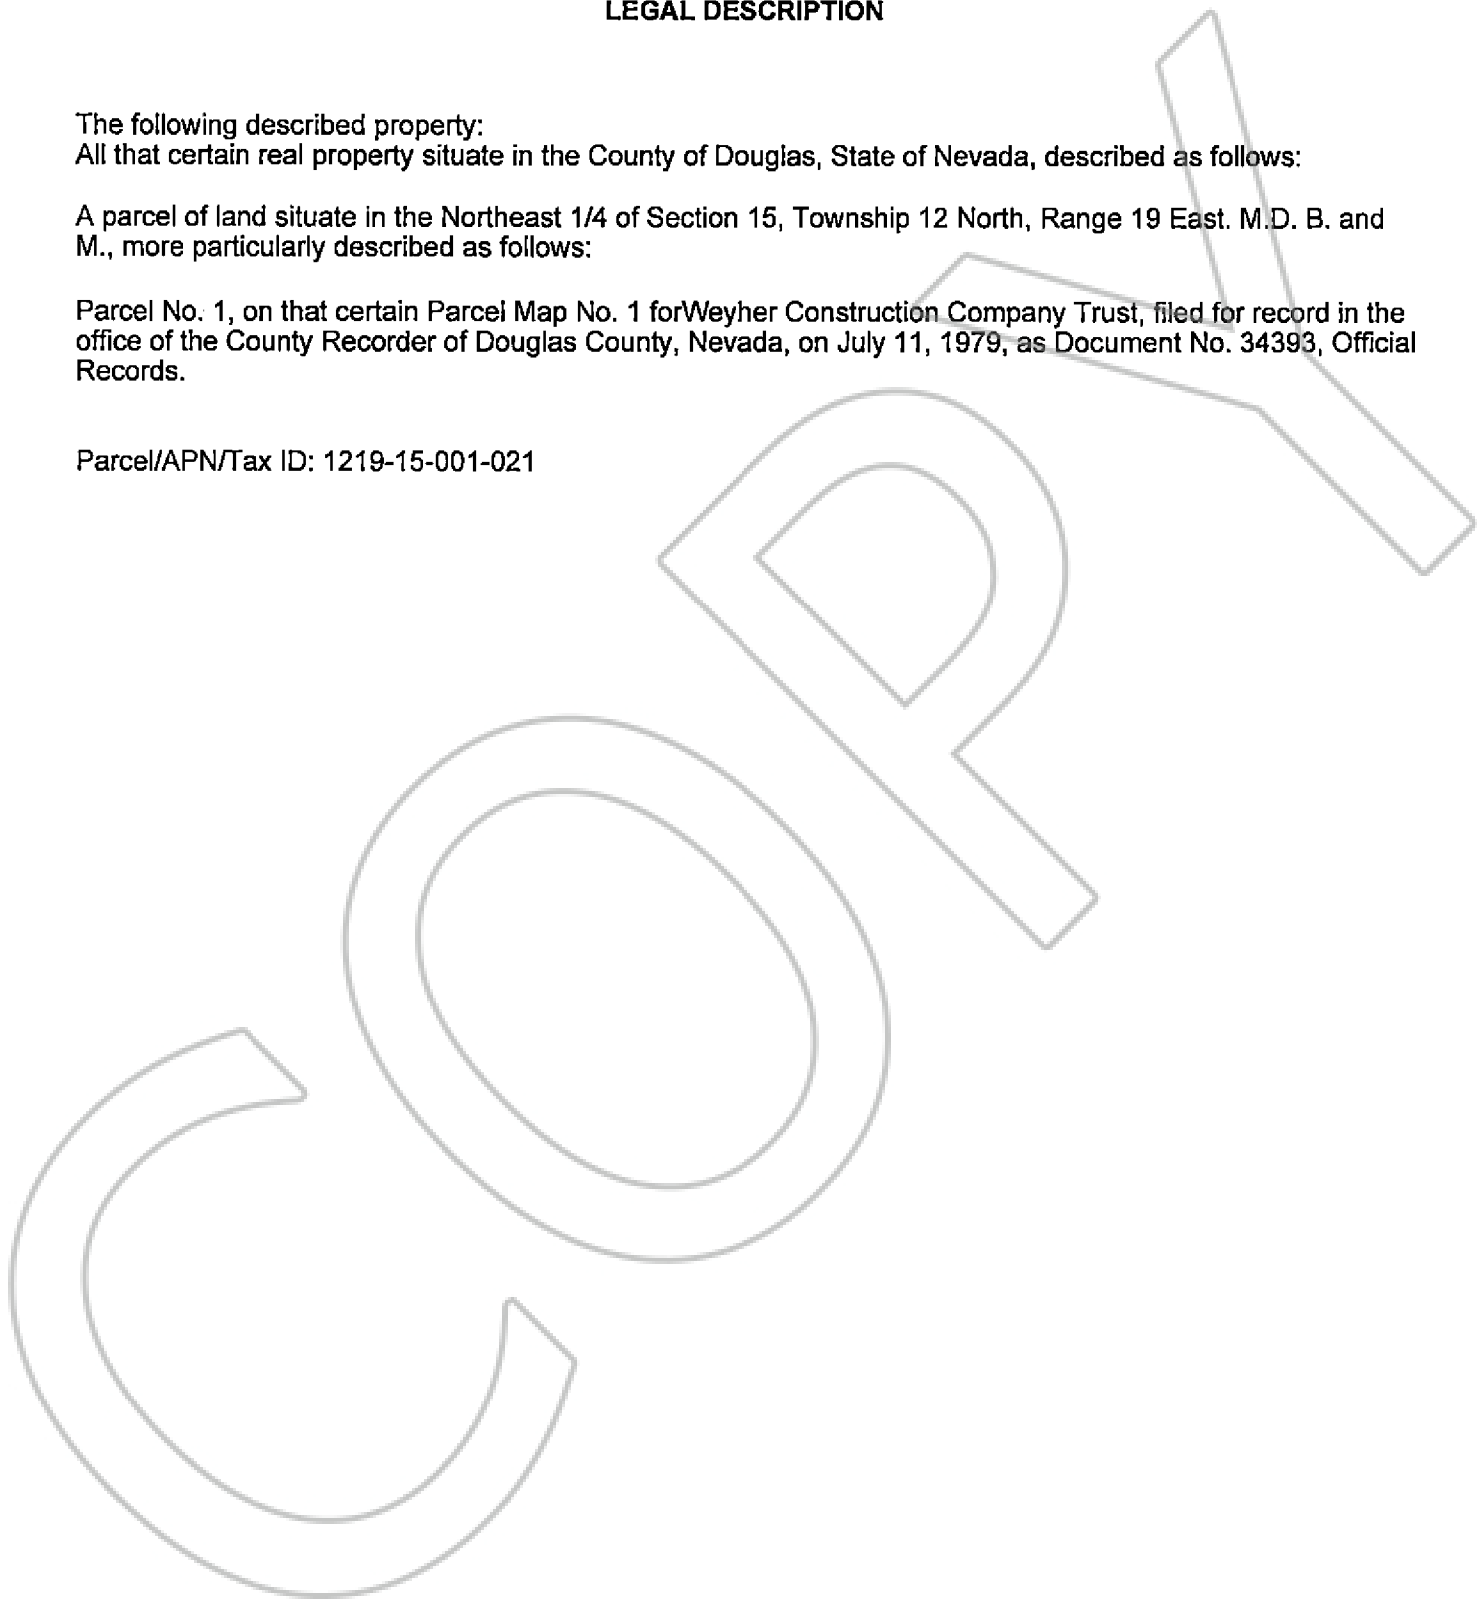 LEGAL DESCRIPTION
The following described property:
All that certain real property situate in the County of Douglas, State of Nevada, described as follows:
A parcel of land situate in the Northeast 1/4 of Section 15, Township 12 North, Range 19 East. M.D. B. and
M., more particularly described as follows:
Parcel No. 1, on that certain Parcel Map No. 1 forWeyher Construction Company Trust, filed for record in the
office of the County Recorder of Douglas County, Nevada, on July 11, 1979, as Document No. 34393, Official
Records.
Parcel/APN/Tax ID: 1219-15-001-021
COPY